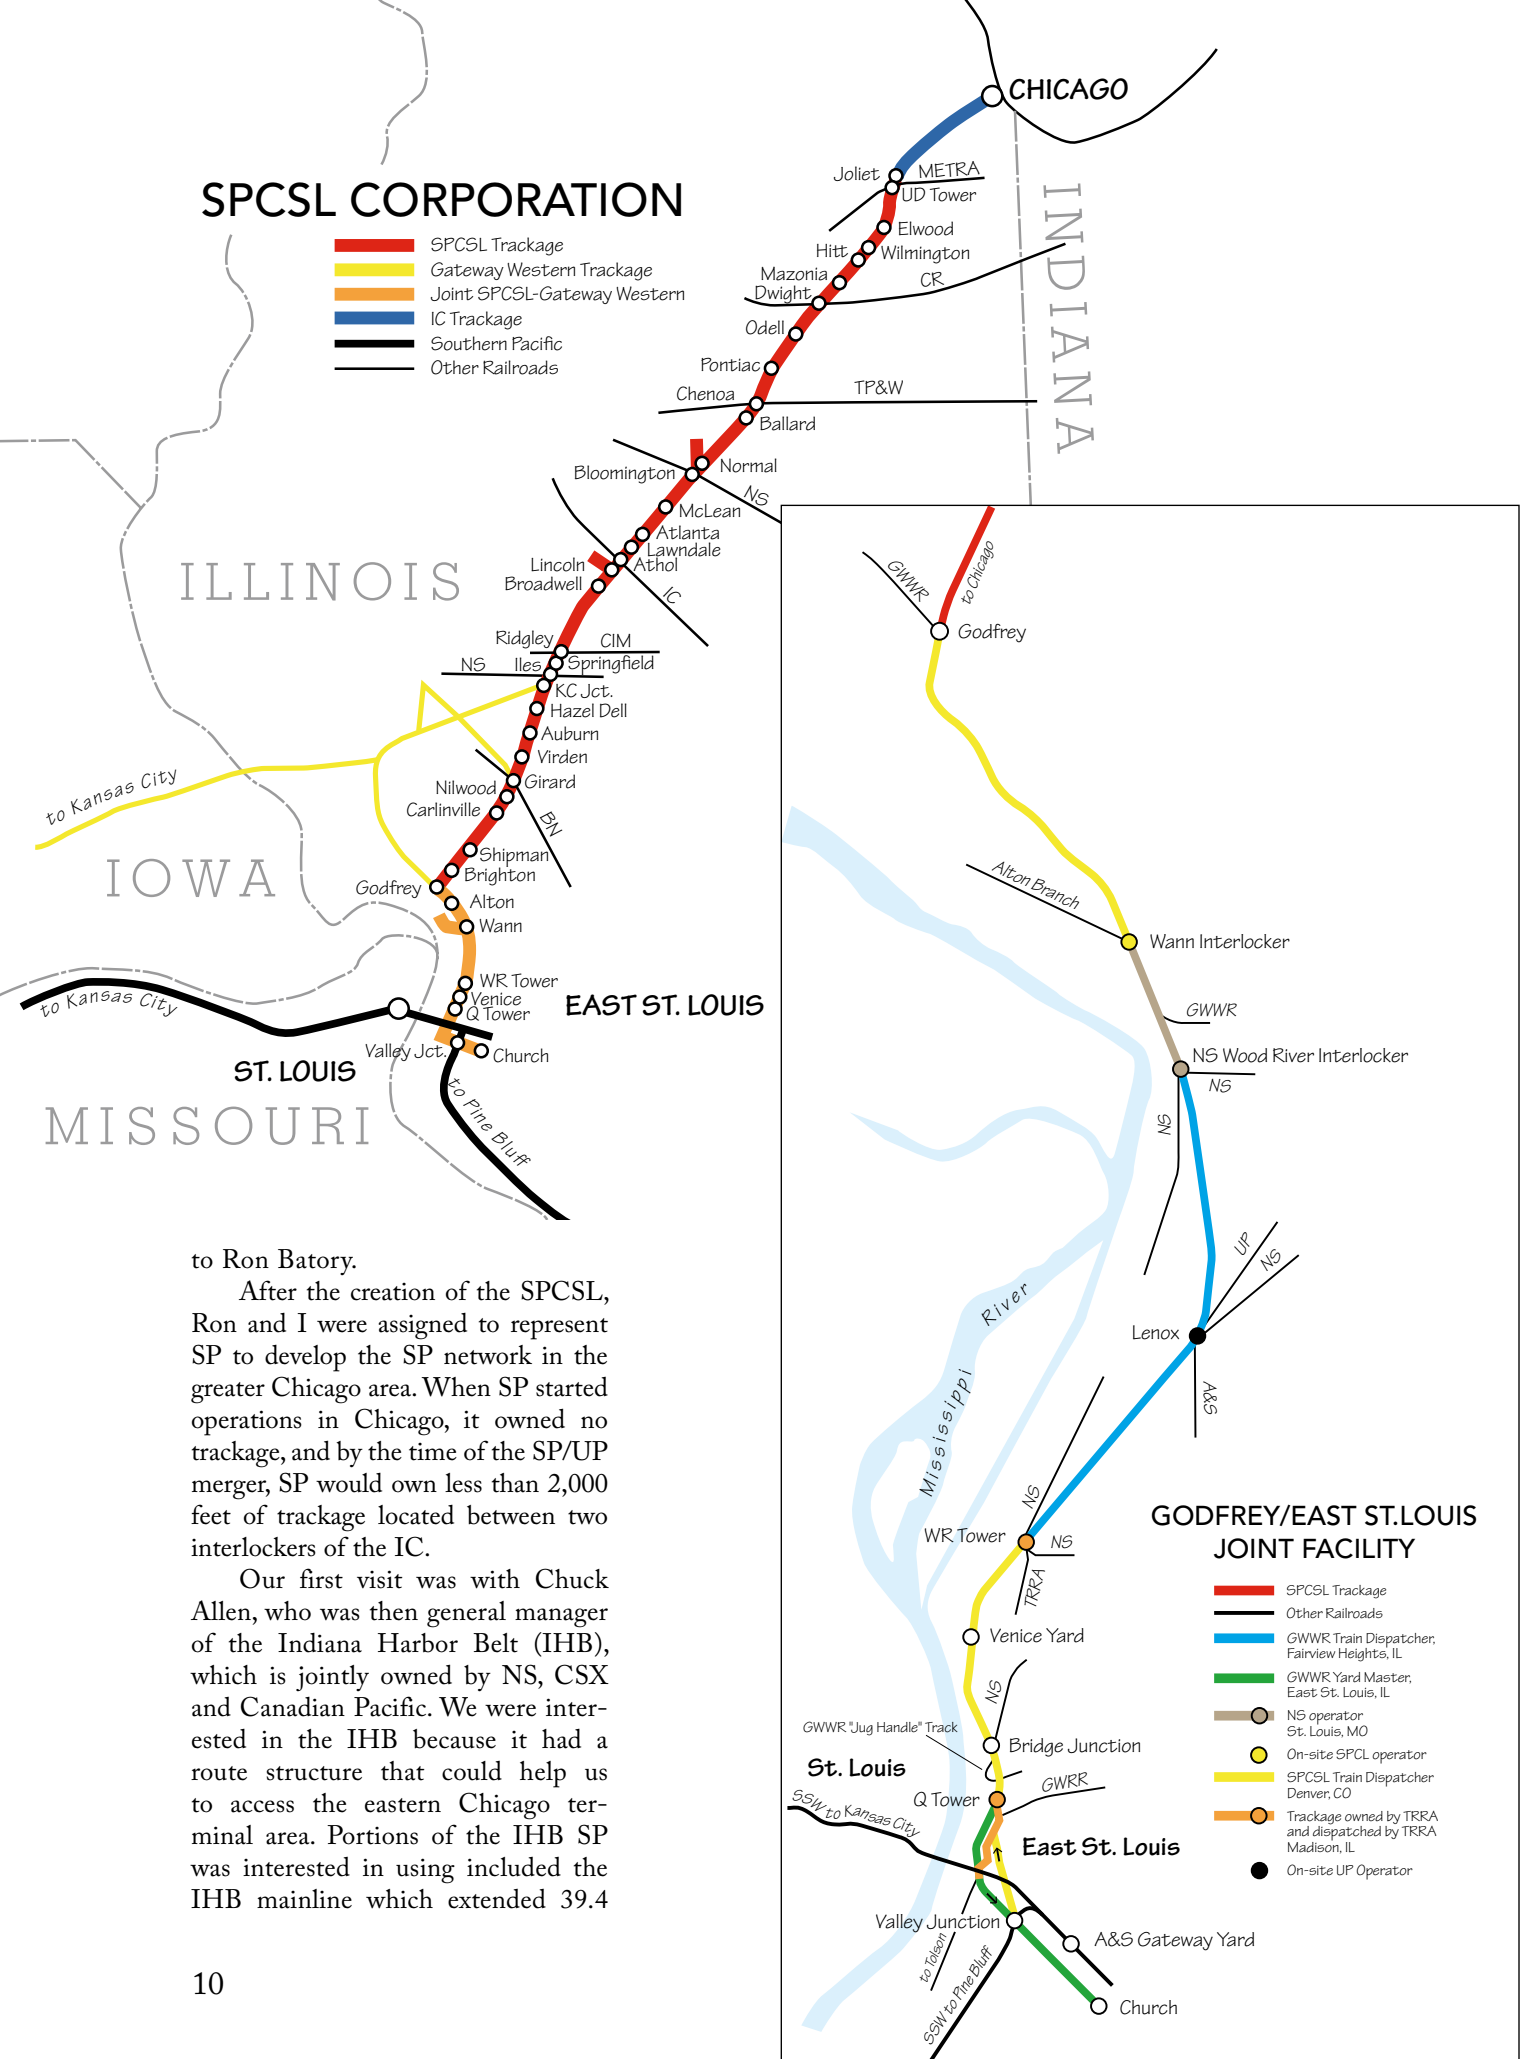 CHICAGO
Joliet
METRA
UD Tower
SPCSL CORPORATION
SPCSL Trackage
Gateway Western Trackage
Joint SPCSL-Gateway Western
IC Trackage
Southern Pacific
Other Railroads
INDIANA
Elwood
Hitt
Wilmington
Mazonia
CR
Dwight
Odell
Pontiac
Chenoa
TP&W
Ballard
Normal
Bloomington
NS
McLean
Atlanta
Lawndale
Lincoln
Athol
Broadwell
IC
ILLINOIS
Ridgley
CIM
NS
Iles
Springfield
KC Jct.
Hazel Dell
Auburn
Virden
Girard
Nilwood
Carlinville
BN
to Kansas City
Shipman
Brighton
IOWA
Godfrey
Alton
Wann
WR Tower
Venice
Q Tower
EAST ST. LOUIS
to Kansas City
Valley Jct.
Church
ST. LOUIS
to Pine Bluff
MISSOURI
to Ron Batory.
After the creation of the SPCSL,
Ron and I were assigned to represent
SP to develop the SP network in the
greater Chicago area. When SP started
operations in Chicago, it owned no
trackage, and by the time of the SP/UP
merger, SP would own less than 2,000
feet of trackage located between two
interlockers of the IC.
Our first visit was with Chuck
Allen, who was then general manager
of the Indiana Harbor Belt (IHB),
which is jointly owned by NS, CSX
and Canadian Pacific. We were inter-
ested in the IHB because it had a
route structure that could help us
to access the eastern Chicago ter-
minal area. Portions of the IHB SP
was interested in using included the
IHB mainline which extended 39.4
10
to Chicago
GWWR
Godfrey
Alton Branch
Wann Interlocker
GWWR
NS Wood River Interlocker
NS
NS
UP
NS
Lenox
A&S
Mississippi River
NS
WR Tower
NS
TRRA
Venice Yard
NS
GWWR "Jug Handle" Track
Bridge Junction
St. Louis
Q Tower
GWRR
SSW to Kansas City
East St. Louis
Valley Junction
A&S Gateway Yard
to Tolson
SSW to Pine Bluff
Church
GODFREY/EAST ST.LOUIS
JOINT FACILITY
SPCSL Trackage
Other Railroads
GWWR Train Dispatcher,
Fairview Heights, IL
GWWR Yard Master,
East St. Louis, IL
NS operator
St. Louis, MO
On-site SPCL operator
SPCSL Train Dispatcher
Denver, CO
Trackage owned by TRRA
and dispatched by TRRA
Madison, IL
On-site UP Operator